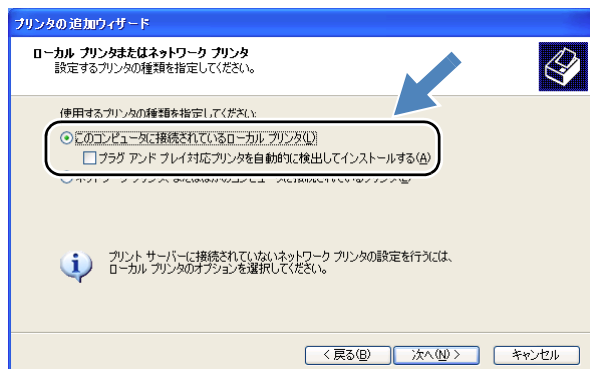 プリンタの追加ウィザード
ローカル プリンタまたはネットワーク プリンタ
設定するプリンタの種類を指定してください。
使用するプリンタの種類を指定してください:
このコンピュータに接続されているローカル プリンタ(L)
プラグ アンド プレイ対応プリンタを自動的に検出してインストールする(A)
プリント サーバーに接続されていないネットワーク プリンタの設定を行うには、
ローカル プリンタのオプションを選択してください。
< 戻る(B)
次へ(N) >
キャンセル